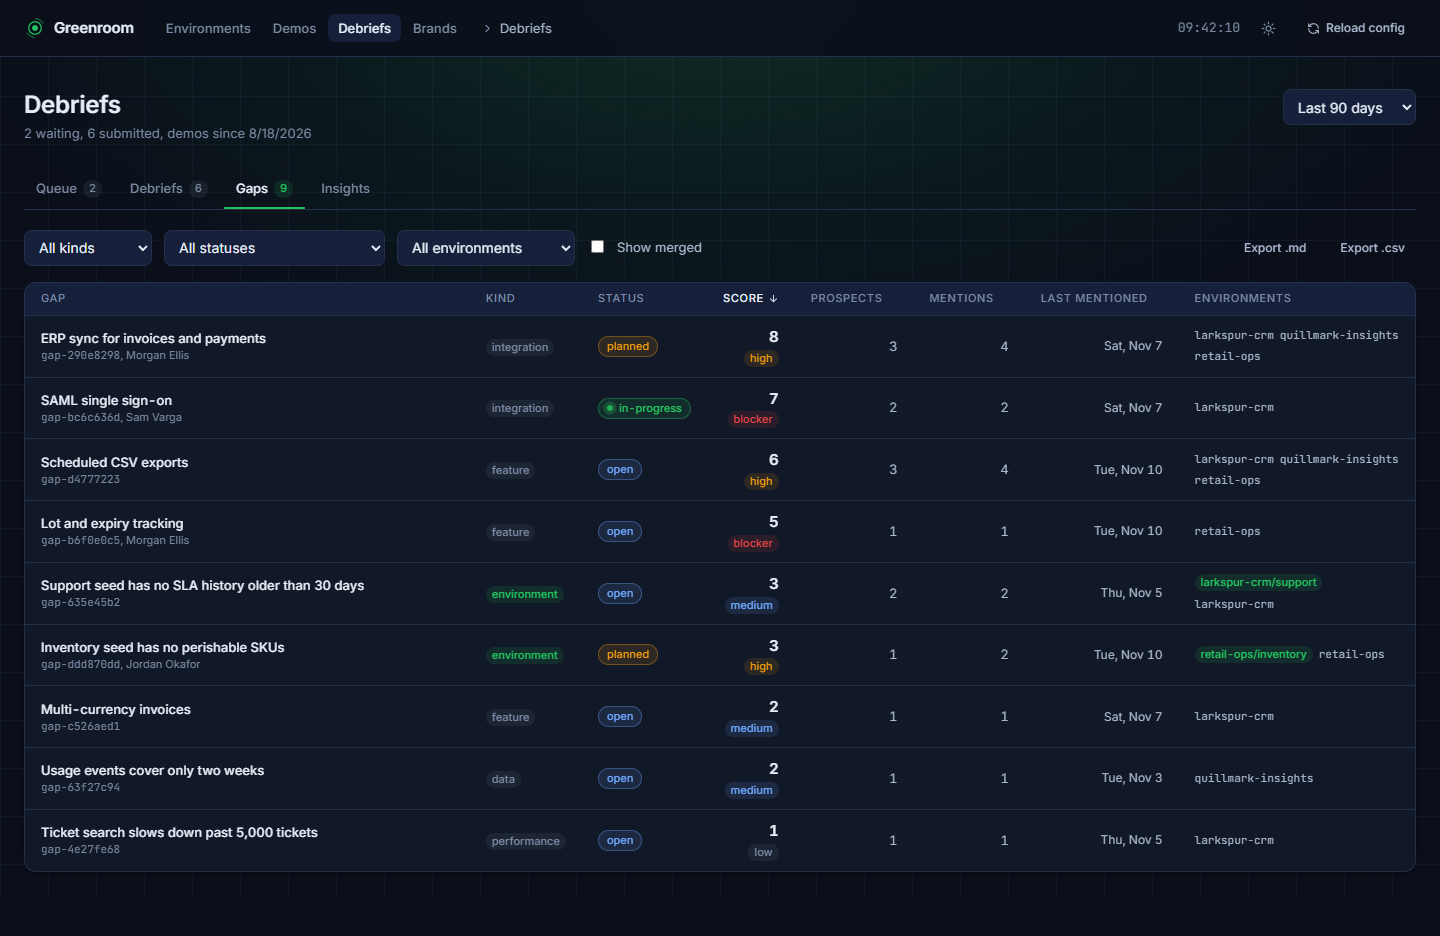 Greenroom Environments Demos Debriefs Brands > Debriefs 09:42:10 Reload config
Debriefs
2 waiting, 6 submitted, demos since 8/18/2026
Last 90 days
Queue 2 Debriefs 6 Gaps 9 Insights
All kinds All statuses All environments Show merged Export .md Export .csv
GAP KIND STATUS SCORE ↓ PROSPECTS MENTIONS LAST MENTIONED ENVIRONMENTS
ERP sync for invoices and payments
gap-290e8298, Morgan Ellis
integration planned 8 high 3 4 Sat, Nov 7 larkspur-crm quillmark-insights
retail-ops
SAML single sign-on
gap-bc6c636d, Sam Varga
integration in-progress 7 blocker 2 2 Sat, Nov 7 larkspur-crm
Scheduled CSV exports
gap-d4777223
feature open 6 high 3 4 Tue, Nov 10 larkspur-crm quillmark-insights
retail-ops
Lot and expiry tracking
gap-b6f0e0c5, Morgan Ellis
feature open 5 blocker 1 1 Tue, Nov 10 retail-ops
Support seed has no SLA history older than 30 days
gap-635e45b2
environment open 3 medium 2 2 Thu, Nov 5 larkspur-crm/support
larkspur-crm
Inventory seed has no perishable SKUs
gap-ddd870dd, Jordan Okafor
environment planned 3 high 1 2 Tue, Nov 10 retail-ops/inventory retail-ops
Multi-currency invoices
gap-c526aed1
feature open 2 medium 1 1 Sat, Nov 7 larkspur-crm
Usage events cover only two weeks
gap-63f27c94
data open 2 medium 1 1 Tue, Nov 3 quillmark-insights
Ticket search slows down past 5,000 tickets
gap-4e27fe68
performance open 1 low 1 1 Thu, Nov 5 larkspur-crm